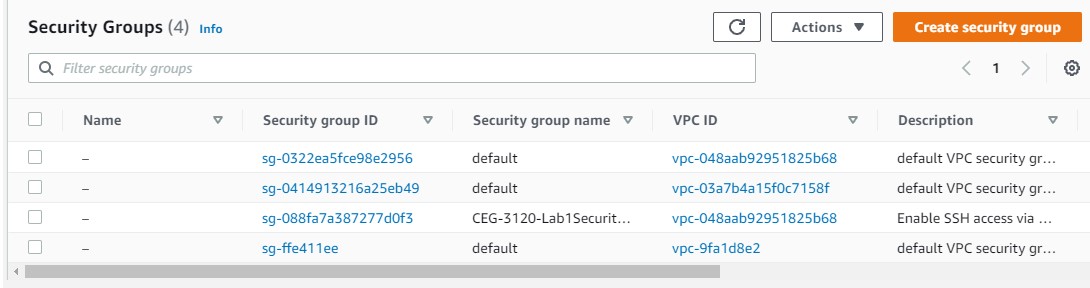 Security Groups (4) Info
Actions
Create security group
Filter security groups
1
Name Security group ID Security group name VPC ID Description
– sg-0322ea5fce98e2956 default vpc-048aab92951825b68 default VPC security gr...
– sg-0414913216a25eb49 default vpc-03a7b4a15f0c7158f default VPC security gr...
– sg-088fa7a387277d0f3 CEG-3120-Lab1Securit... vpc-048aab92951825b68 Enable SSH access via ...
– sg-ffe411ee default vpc-9fa1d8e2 default VPC security gr...